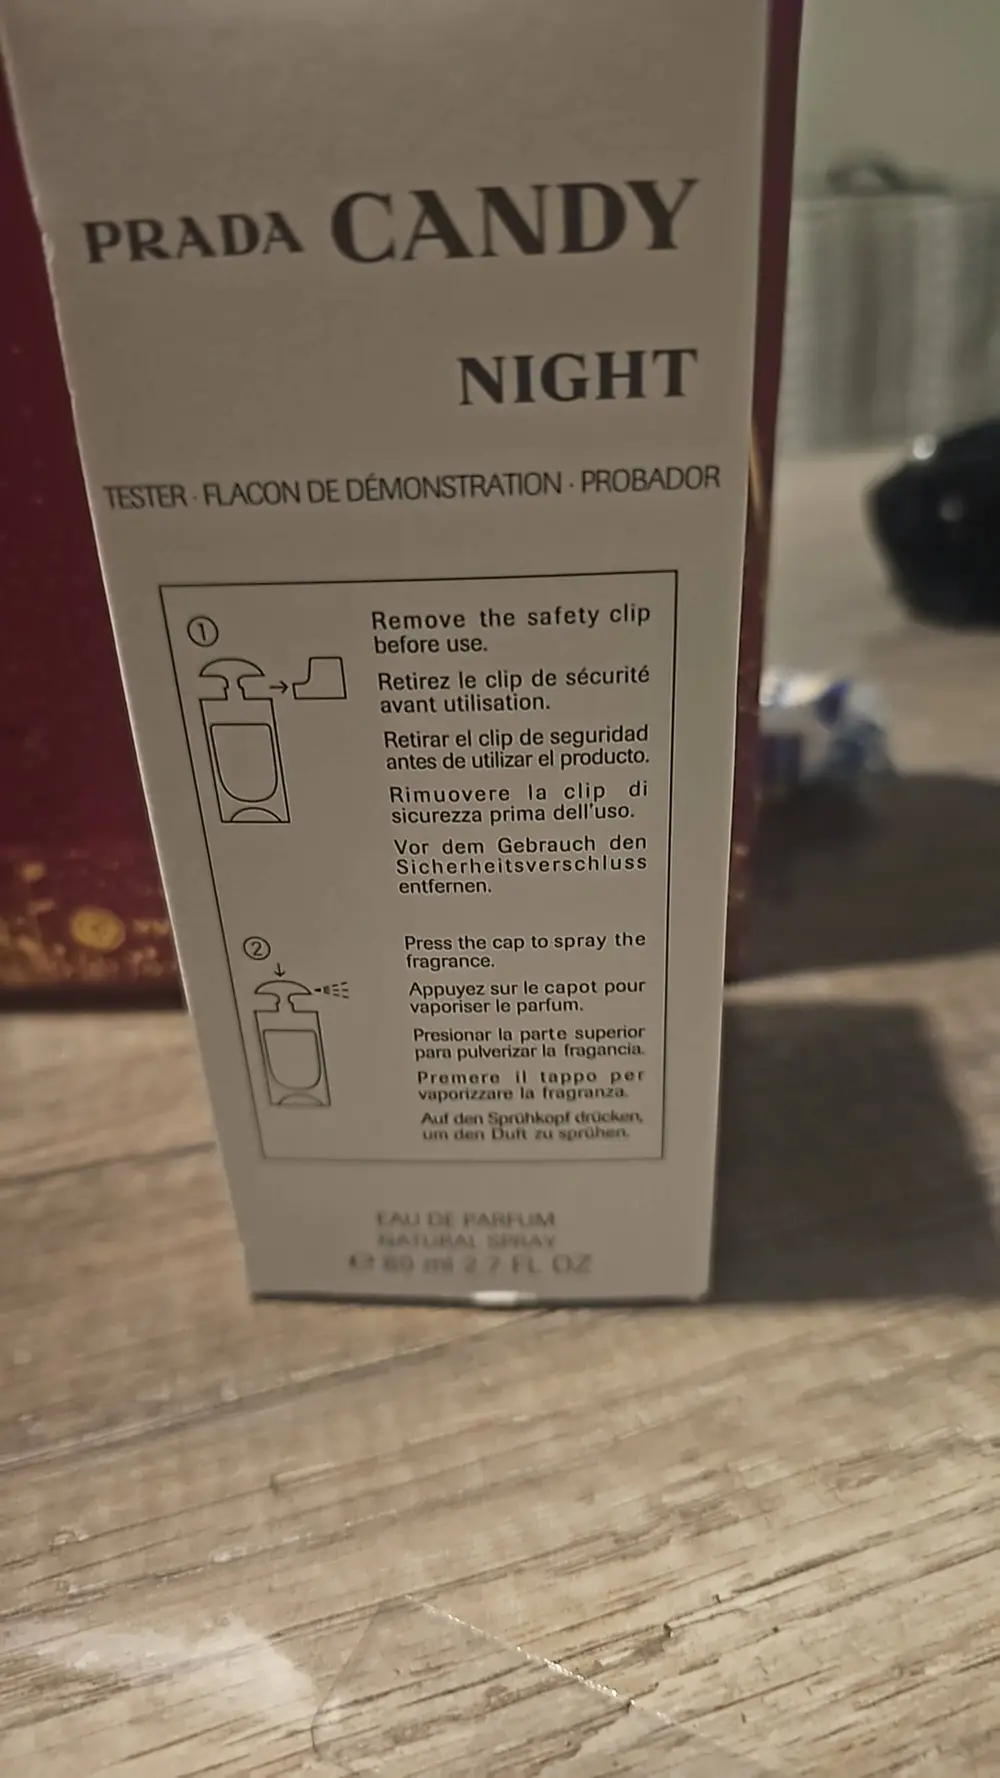 PRADA CANDY
NIGHT
TESTER · FLACON DE DÉMONSTRATION · PROBADOR
1
Remove the safety clip
before use.
Retirez le clip de sécurité
avant utilisation.
Retirar el clip de seguridad
antes de utilizar el producto.
Rimuovere la clip di
sicurezza prima dell'uso.
Vor dem Gebrauch den
Sicherheitsverschluss
entfernen.
2
Press the cap to spray the
fragrance.
Appuyez sur le capot pour
vaporiser le parfum.
Presionar la parte superior
para pulverizar la fragancia.
Premere il tappo per
vaporizzare la fragranza.
Auf den Sprühkopf drücken,
um den Duft zu sprühen.
EAU DE PARFUM
NATURAL SPRAY
℮ 80 ml 2.7 FL OZ